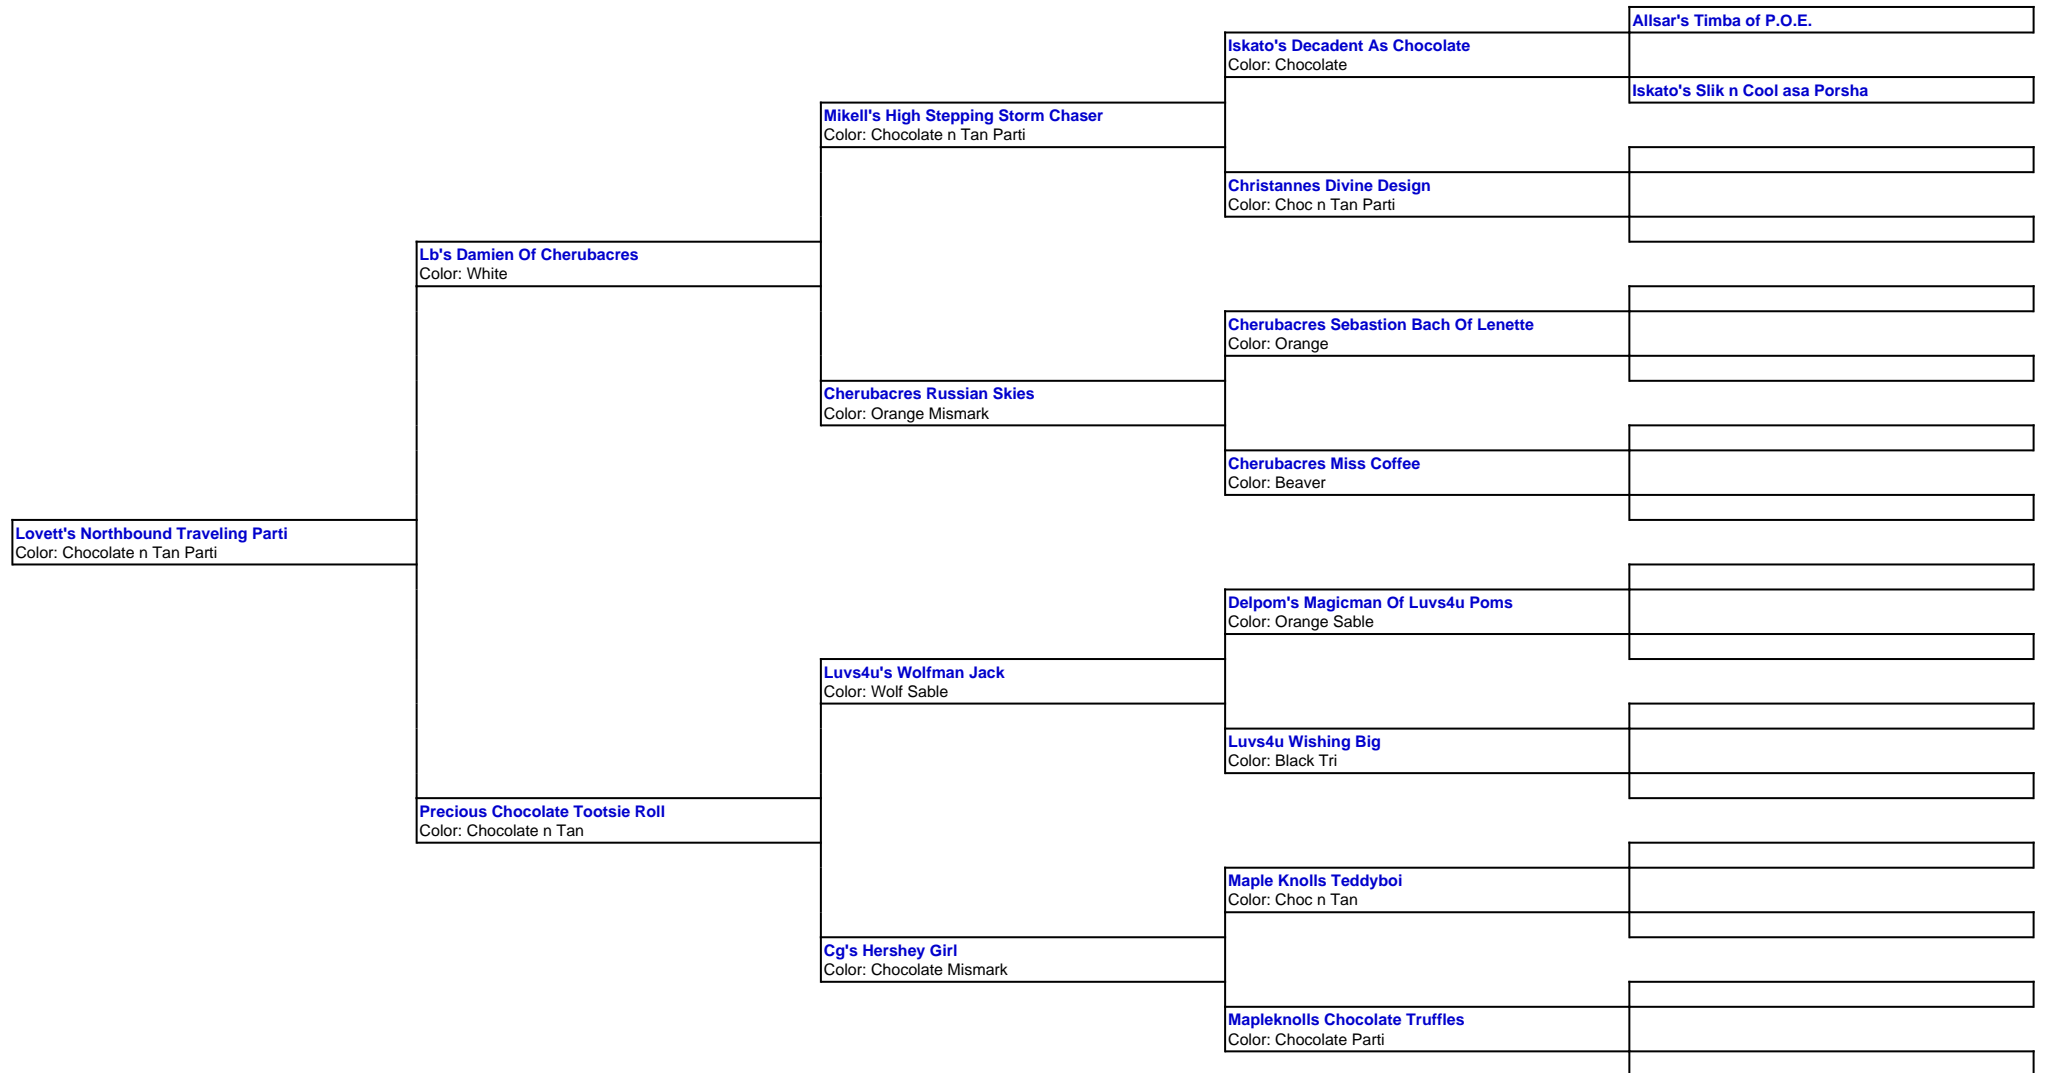 Allsar's Timba of P.O.E.
Iskato's Decadent As Chocolate
Color: Chocolate
Iskato's Slik n Cool asa Porsha
Mikell's High Stepping Storm Chaser
Color: Chocolate n Tan Parti
Christannes Divine Design
Color: Choc n Tan Parti
Lb's Damien Of Cherubacres
Color: White
Cherubacres Sebastion Bach Of Lenette
Color: Orange
Cherubacres Russian Skies
Color: Orange Mismark
Cherubacres Miss Coffee
Color: Beaver
Lovett's Northbound Traveling Parti
Color: Chocolate n Tan Parti
Delpom's Magicman Of Luvs4u Poms
Color: Orange Sable
Luvs4u's Wolfman Jack
Color: Wolf Sable
Luvs4u Wishing Big
Color: Black Tri
Precious Chocolate Tootsie Roll
Color: Chocolate n Tan
Maple Knolls Teddyboi
Color: Choc n Tan
Cg's Hershey Girl
Color: Chocolate Mismark
Mapleknolls Chocolate Truffles
Color: Chocolate Parti